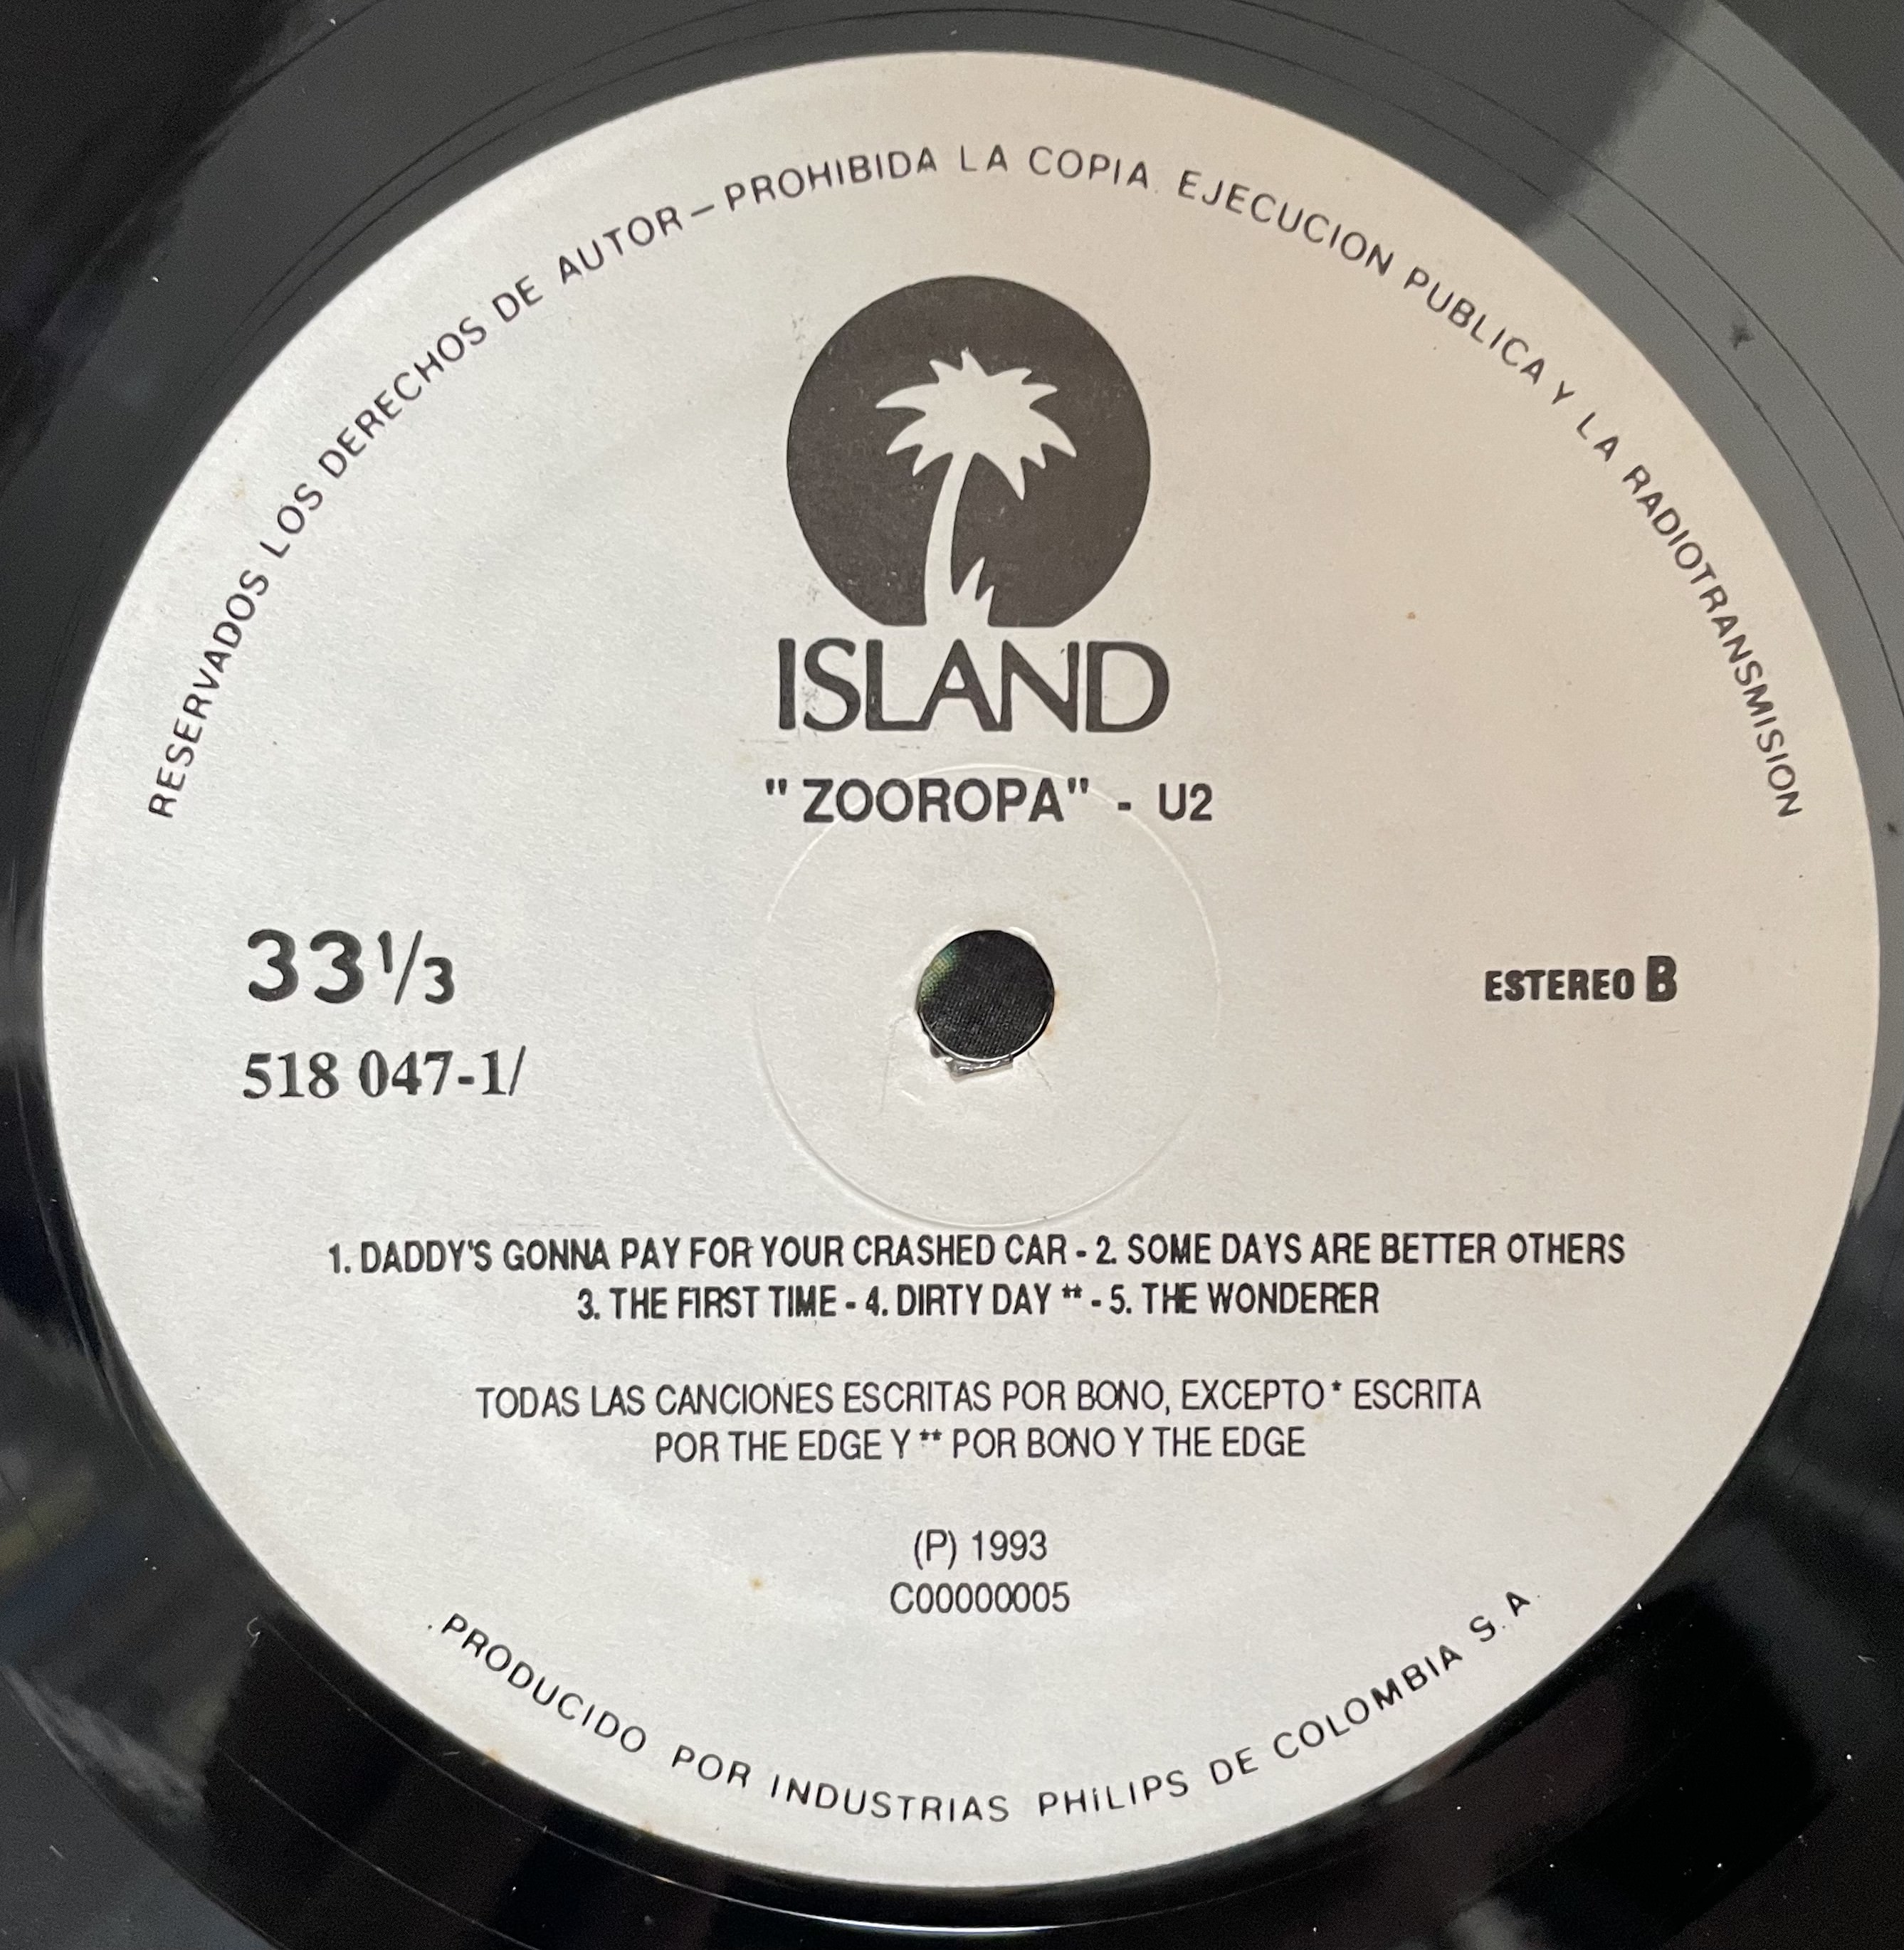 RESERVADOS LOS DERECHOS DE AUTOR – PROHIBIDA LA COPIA. EJECUCION PUBLICA Y LA RADIOTRANSMISION
ISLAND
" ZOOROPA" - U2
33 1/3
ESTEREO B
518 047-1/
1. DADDY'S GONNA PAY FOR YOUR CRASHED CAR - 2. SOME DAYS ARE BETTER OTHERS
3. THE FIRST TIME - 4. DIRTY DAY ** - 5. THE WONDERER
TODAS LAS CANCIONES ESCRITAS POR BONO, EXCEPTO * ESCRITA
POR THE EDGE Y ** POR BONO Y THE EDGE
(P) 1993
C00000005
. PRODUCIDO POR INDUSTRIAS PHiLIPS DE COLOMBIA S. A.